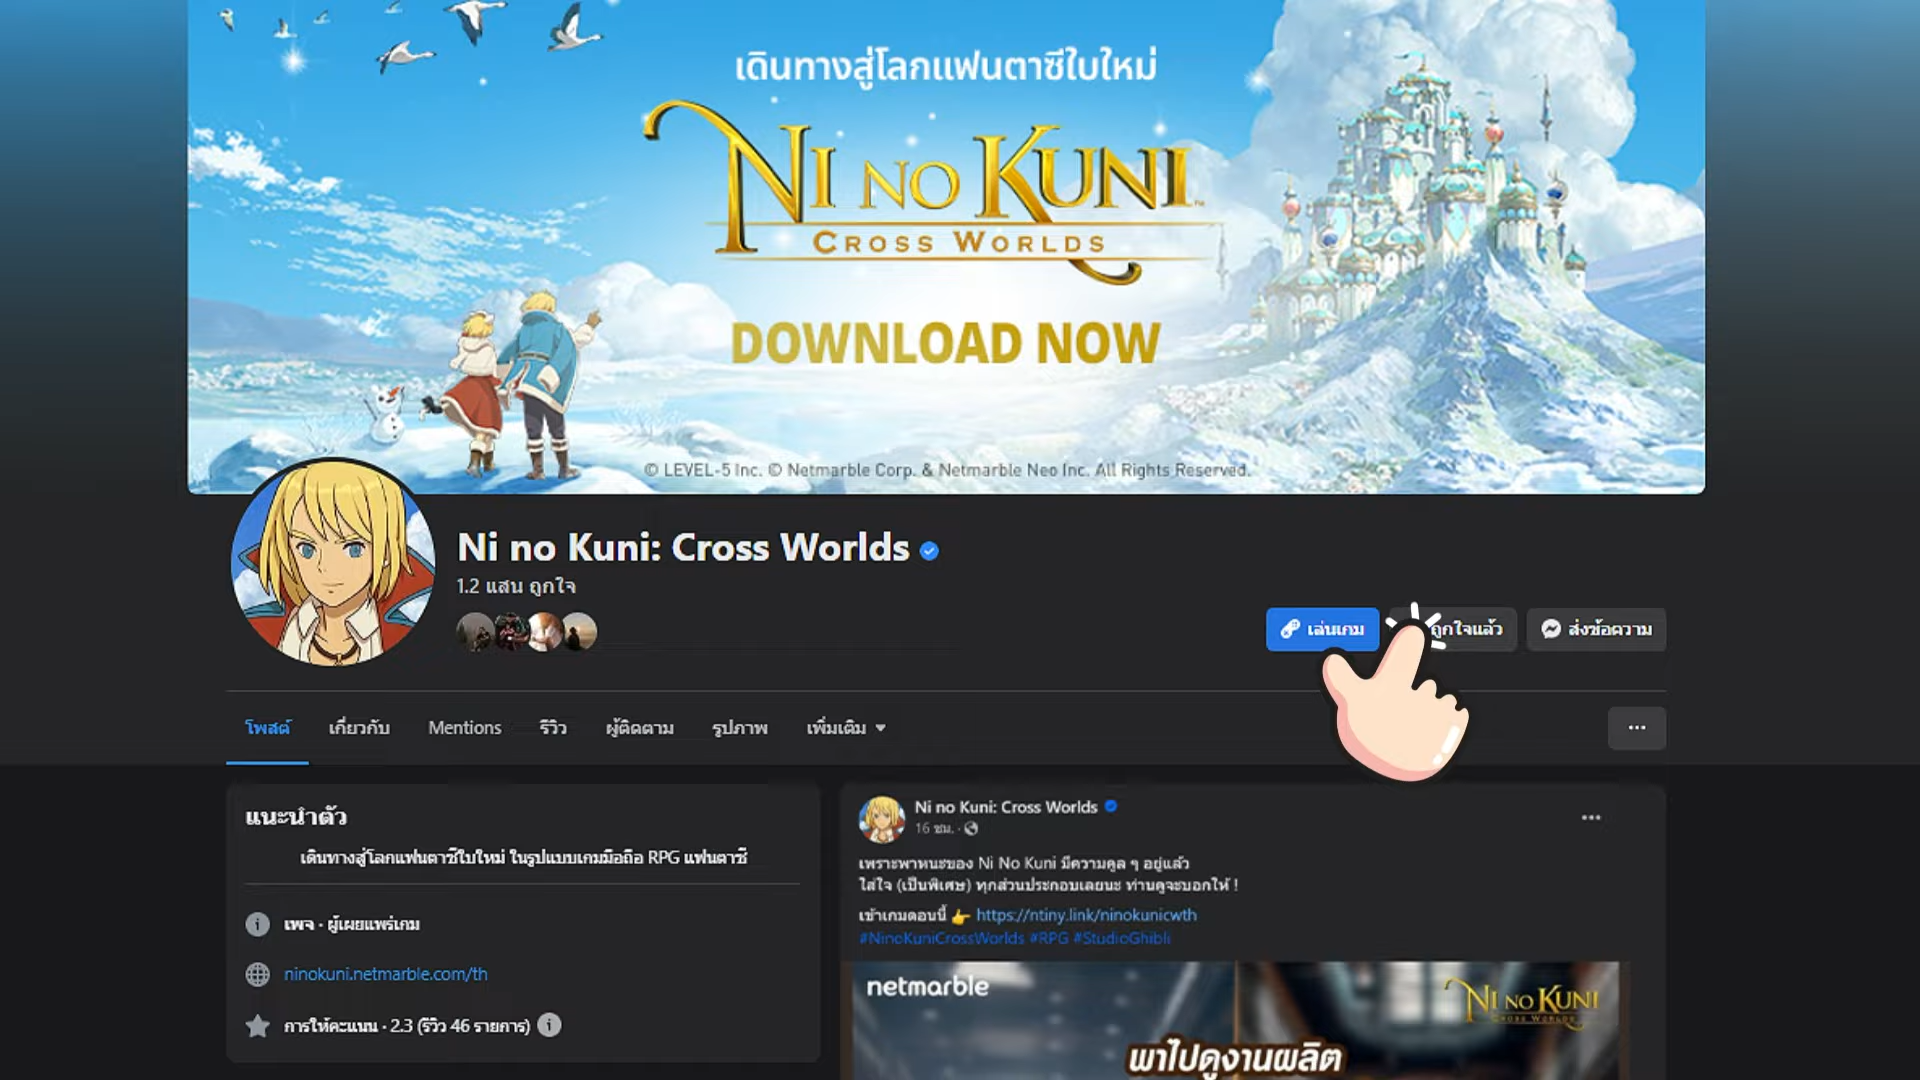 เดินทางสู่โลกแฟนตาซีใบใหม่
NI NO KUNI™
CROSS WORLDS
DOWNLOAD NOW
© LEVEL-5 Inc. © Netmarble Corp. & Netmarble Neo Inc. All Rights Reserved.
Ni no Kuni: Cross Worlds
1.2 แสน ถูกใจ
เล่นเกม
ถูกใจแล้ว
ส่งข้อความ
โพสต์ เกี่ยวกับ Mentions รีวิว ผู้ติดตาม รูปภาพ เพิ่มเติม
แนะนำตัว
เดินทางสู่โลกแฟนตาซีใบใหม่ ในรูปแบบเกมมือถือ RPG แฟนตาซี
เพจ · ผู้เผยแพร่เกม
ninokuni.netmarble.com/th
การให้คะแนน · 2.3 (รีวิว 46 รายการ)
Ni no Kuni: Cross Worlds
16 ชม. ·
เพราะพาหนะของ Ni No Kuni มีความคูล ๆ อยู่แล้ว
ใส่ใจ (เป็นพิเศษ) ทุกส่วนประกอบเลยนะ ท่านดูจะบอกให้ !
เข้าเกมตอนนี้ 👉 https://ntiny.link/ninokunicwth
#NinoKuniCrossWorlds #RPG #StudioGhibli
netmarble
NI NO KUNI
CROSS WORLDS
พาไปดูงานผลิต